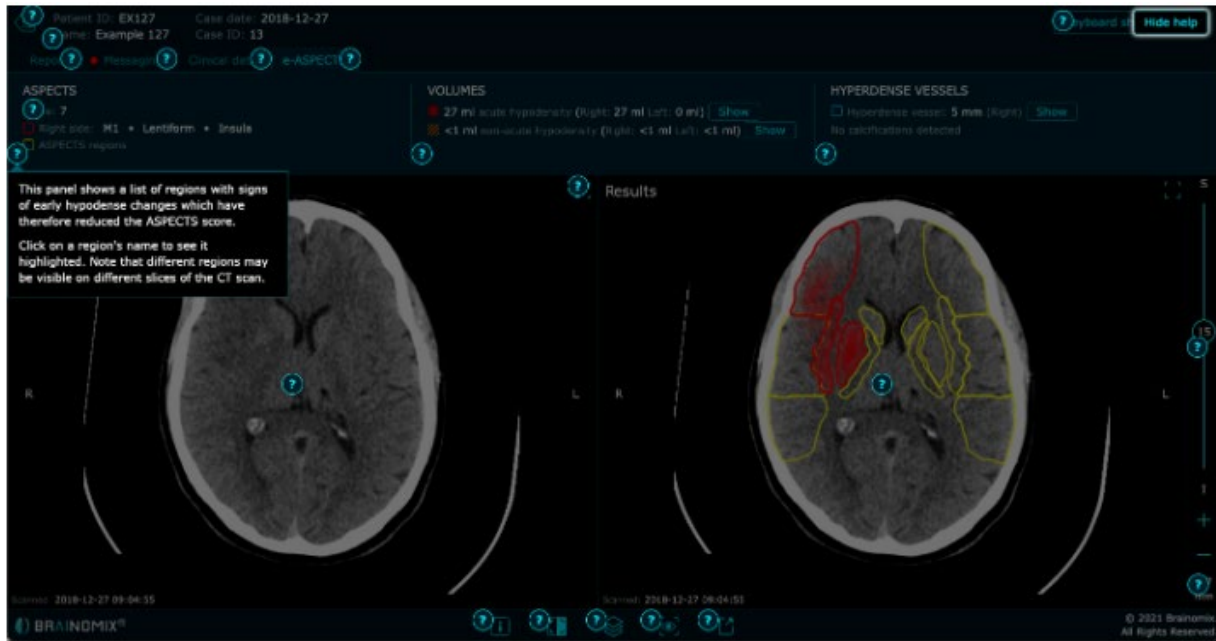 Patient ID: EX127 Case date: 2018-12-27
Name: Example 127 Case ID: 13
Hide help
Messaging Clinical e-ASPECTS
ASPECTS
7
Right side: M1 • Lentiform • Insula
ASPECTS regions
VOLUMES
27 ml acute hypodensity (Right: 27 ml Left: 0 ml) Show
<1 ml non-acute hypodensity (Right: <1 ml Left: <1 ml) Show
HYPERDENSE VESSELS
Hyperdense vessel: 5 mm (Right) Show
No calcifications detected
This panel shows a list of regions with signs
of early hypodense changes which have
therefore reduced the ASPECTS score.
Click on a region's name to see it
highlighted. Note that different regions may
be visible on different slices of the CT scan.
Results
S
15
R
L
R
L
I
Scanned: 2018-12-27 09:04:55
Scanned: 2018-12-27 09:04:55
BRAINOMIX®
© 2021 Brainomix
All Rights Reserved